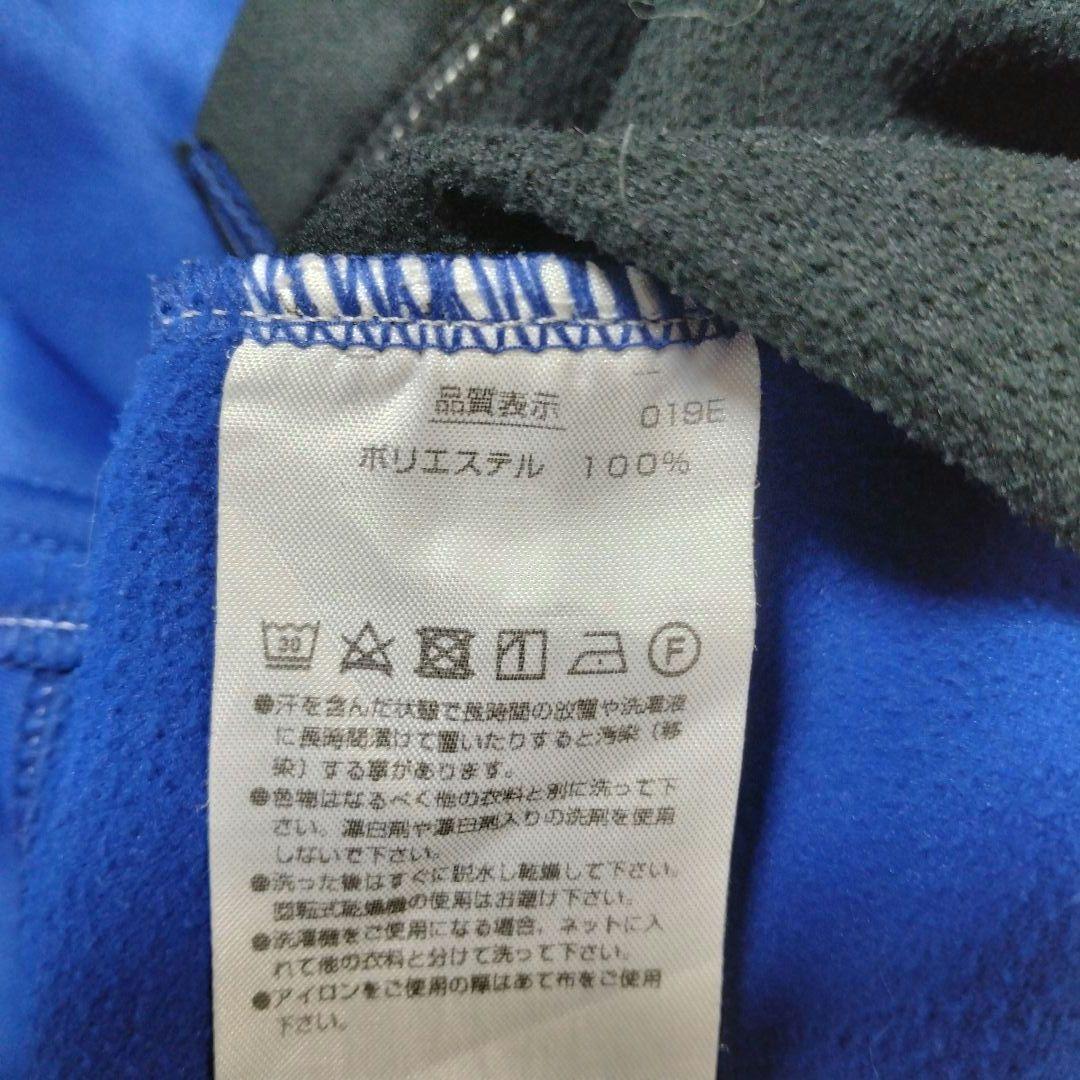 品質表示 019E
ポリエステル 100%
30 F
●汗を含んだ状態で長時間の放置や洗濯液
に長時間漬けて置いたりすると汚染(移
染)する事があります。
●色物はなるべく他の衣料と別に洗って下
さい。漂白剤や漂白剤入りの洗剤を使用
しないで下さい。
●洗った後はすぐに脱水し乾燥して下さい。
回転式乾燥機の使用はお避け下さい。
●洗濯機をご使用になる場合、ネットに入
れて他の衣料と分けて洗って下さい。
●アイロンをご使用の際はあて布をご使用
下さい。